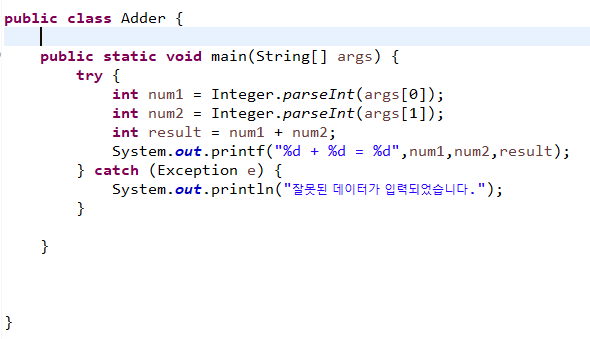 public class Adder {
public static void main(String[] args) {
try {
int num1 = Integer.parseInt(args[0]);
int num2 = Integer.parseInt(args[1]);
int result = num1 + num2;
System.out.printf("%d + %d = %d",num1,num2,result);
} catch (Exception e) {
System.out.println("잘못된 데이터가 입력되었습니다.");
}
}
}